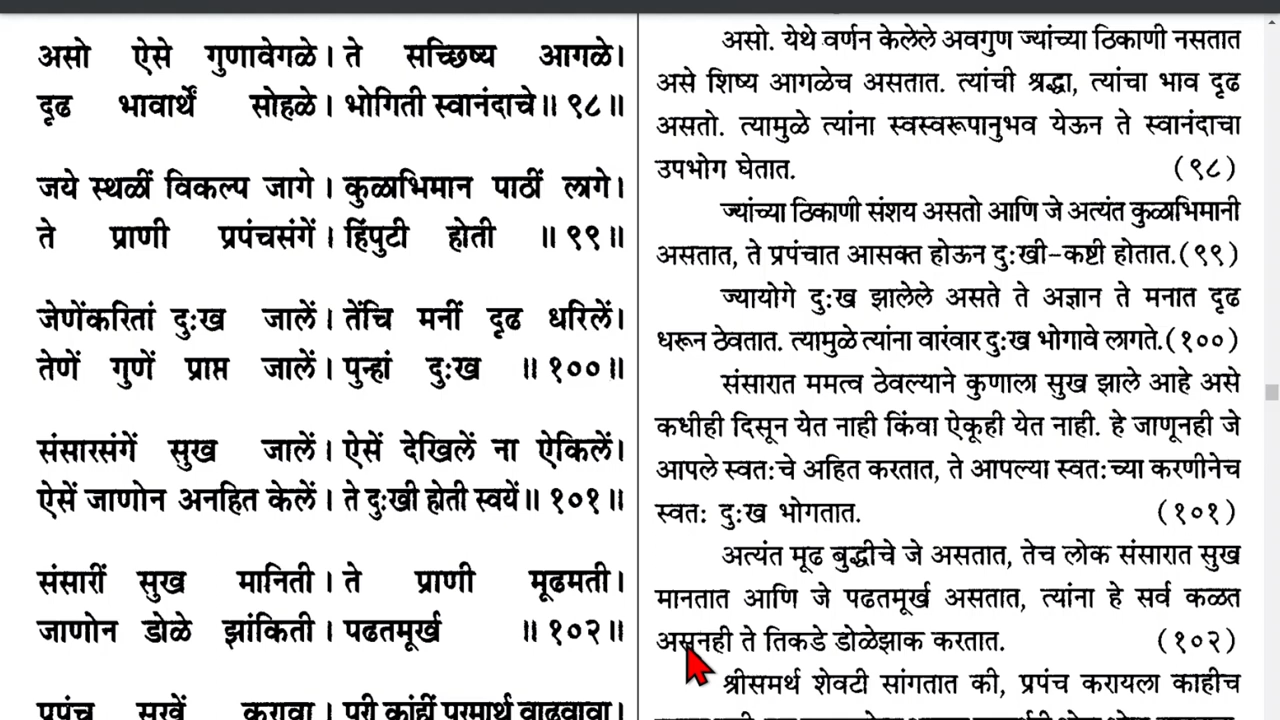 असो ऐसे गुणावेगळे। ते सच्छिष्य आगळे।
दृढ भावार्थें सोहळे। भोगिती स्वानंदाचे॥ ९८॥
जये स्थळीं विकल्प जागे। कुळाभिमान पाठीं लागे।
ते प्राणी प्रपंचसंगें। हिंपुटी होती ॥ ९९॥
जेणेंकरितां दुःख जालें। तेंचि मनीं दृढ धरिलें।
तेणें गुणें प्राप्त जालें। पुन्हां दुःख ॥ १००॥
संसारसंगें सुख जालें। ऐसें देखिलें ना ऐकिलें।
ऐसें जाणोन अनहित केलें। ते दुःखी होती स्वयें॥ १०१॥
संसारीं सुख मानिती। ते प्राणी मूढमती।
जाणोन डोळे झांकिती। पढतमूर्ख ॥ १०२॥
प्रपंच सुखें करावा। परी कांहीं परमार्थ वाढवावा।
असो. येथे वर्णन केलेले अवगुण ज्यांच्या ठिकाणी नसतात
असे शिष्य आगळेच असतात. त्यांची श्रद्धा, त्यांचा भाव दृढ
असतो. त्यामुळे त्यांना स्वस्वरूपानुभव येऊन ते स्वानंदाचा
उपभोग घेतात. (९८)
ज्यांच्या ठिकाणी संशय असतो आणि जे अत्यंत कुळाभिमानी
असतात, ते प्रपंचात आसक्त होऊन दुःखी-कष्टी होतात.(९९)
ज्यायोगे दुःख झालेले असते ते अज्ञान ते मनात दृढ
धरून ठेवतात. त्यामुळे त्यांना वारंवार दुःख भोगावे लागते.(१००)
संसारात ममत्व ठेवल्याने कुणाला सुख झाले आहे असे
कधीही दिसून येत नाही किंवा ऐकूही येत नाही. हे जाणूनही जे
आपले स्वतःचे अहित करतात, ते आपल्या स्वतःच्या करणीनेच
स्वतः दुःख भोगतात. (१०१)
अत्यंत मूढ बुद्धीचे जे असतात, तेच लोक संसारात सुख
मानतात आणि जे पढतमूर्ख असतात, त्यांना हे सर्व कळत
असूनही ते तिकडे डोळेझाक करतात. (१०२)
श्रीसमर्थ शेवटी सांगतात की, प्रपंच करायला काहीच